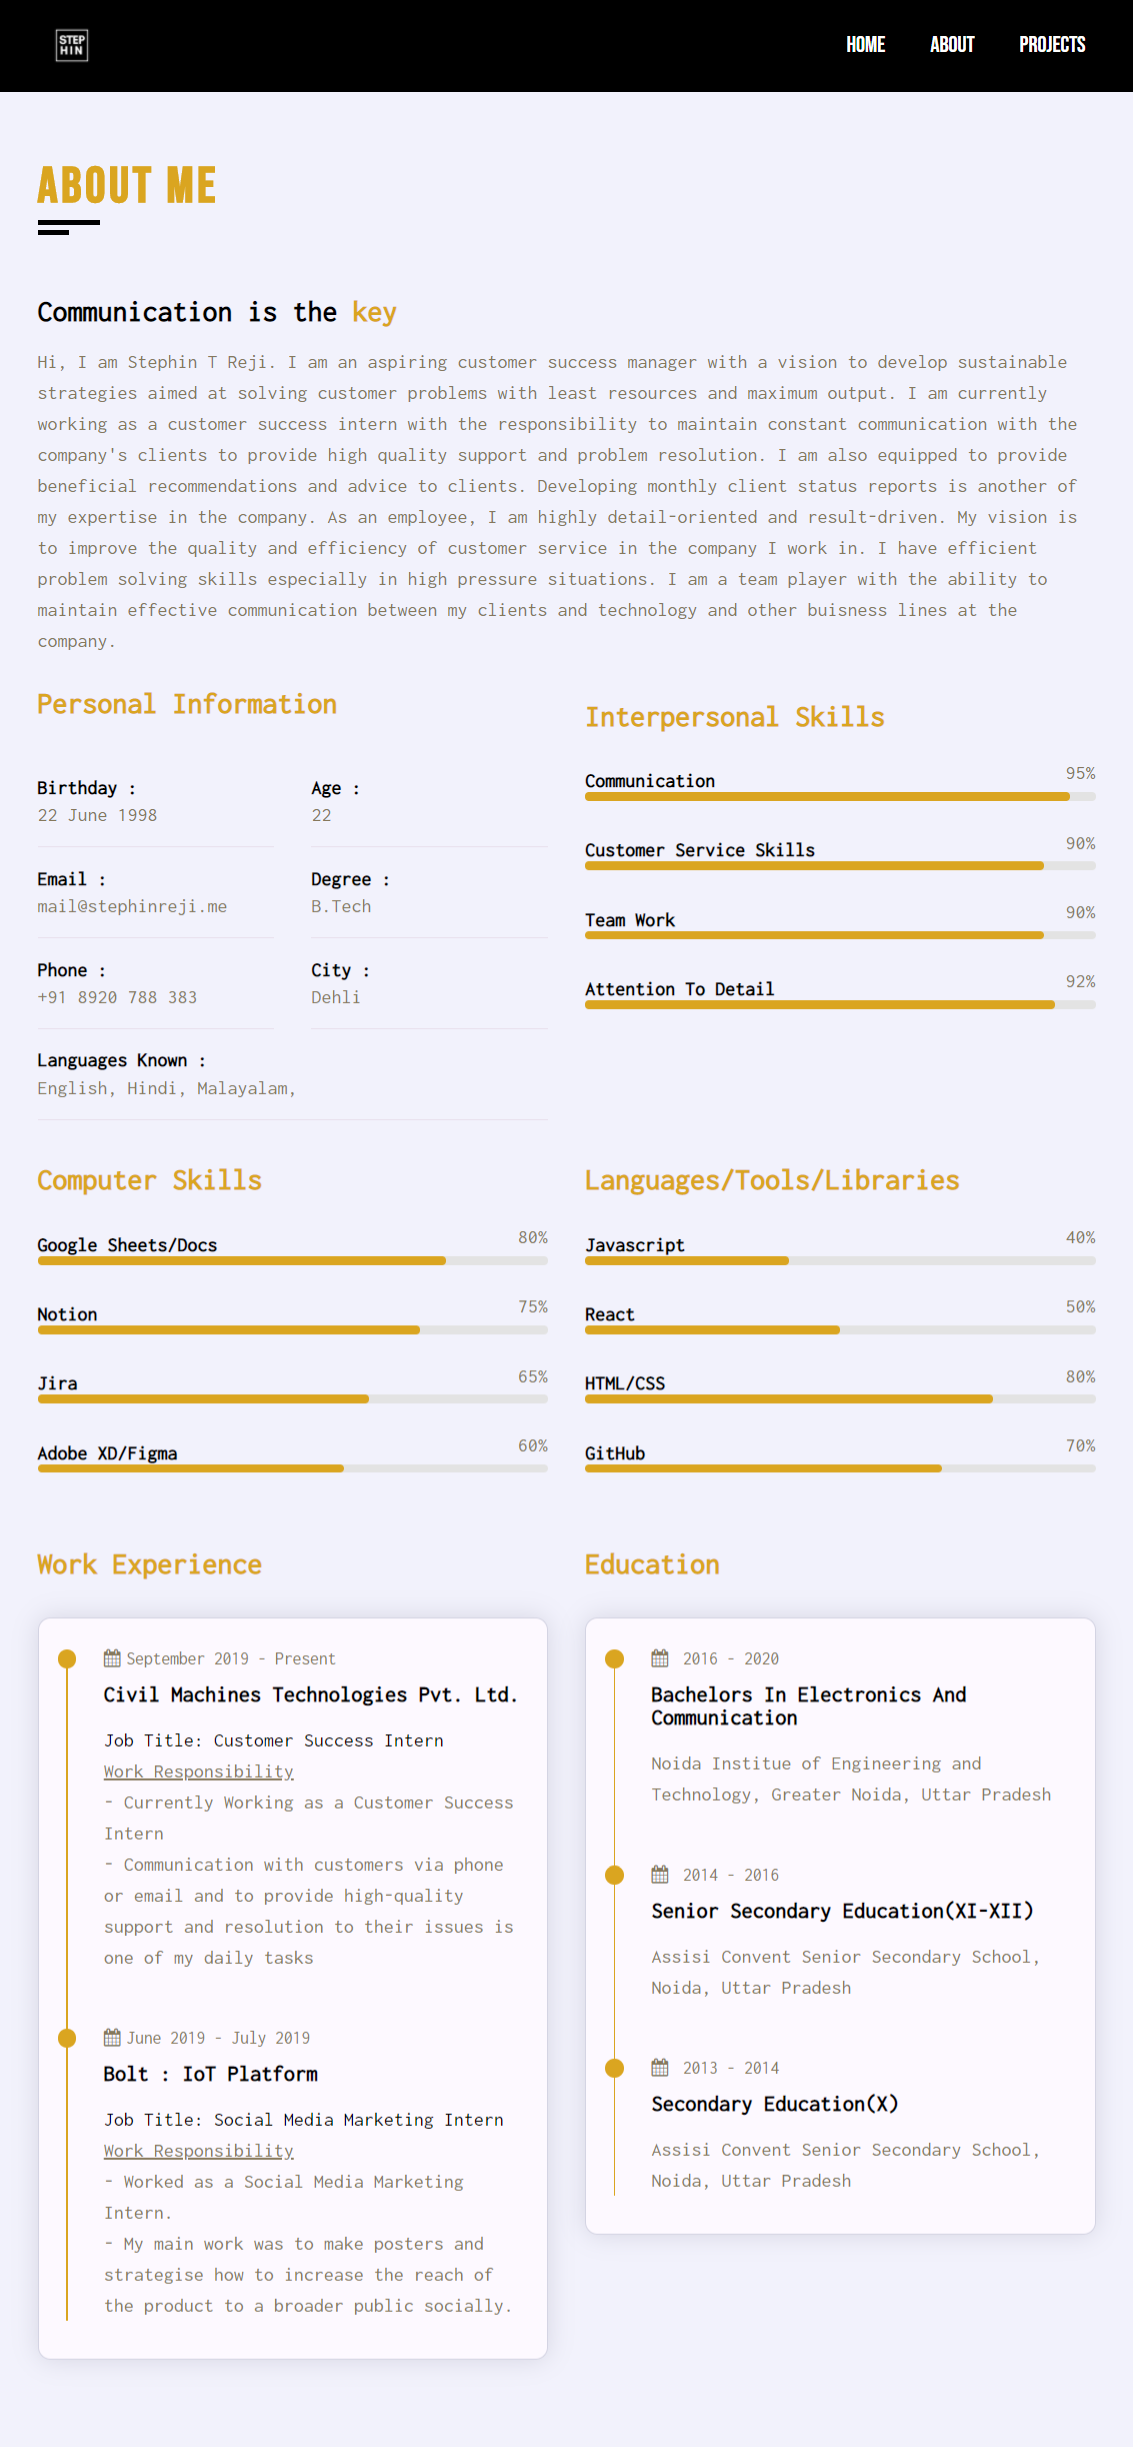 STEP
HIN
HOME ABOUT PROJECTS
ABOUT ME
Communication is the key
Hi, I am Stephin T Reji. I am an aspiring customer success manager with a vision to develop sustainable
strategies aimed at solving customer problems with least resources and maximum output. I am currently
working as a customer success intern with the responsibility to maintain constant communication with the
company's clients to provide high quality support and problem resolution. I am also equipped to provide
beneficial recommendations and advice to clients. Developing monthly client status reports is another of
my expertise in the company. As an employee, I am highly detail-oriented and result-driven. My vision is
to improve the quality and efficiency of customer service in the company I work in. I have efficient
problem solving skills especially in high pressure situations. I am a team player with the ability to
maintain effective communication between my clients and technology and other buisness lines at the
company.
Personal Information
Birthday :
22 June 1998
Age :
22
Email :
mail@stephinreji.me
Degree :
B.Tech
Phone :
+91 8920 788 383
City :
Dehli
Languages Known :
English, Hindi, Malayalam,
Interpersonal Skills
Communication 95%
Customer Service Skills 90%
Team Work 90%
Attention To Detail 92%
Computer Skills
Google Sheets/Docs 80%
Notion 75%
Jira 65%
Adobe XD/Figma 60%
Languages/Tools/Libraries
Javascript 40%
React 50%
HTML/CSS 80%
GitHub 70%
Work Experience
September 2019 - Present
Civil Machines Technologies Pvt. Ltd.
Job Title: Customer Success Intern
Work Responsibility
- Currently Working as a Customer Success
Intern
- Communication with customers via phone
or email and to provide high-quality
support and resolution to their issues is
one of my daily tasks
June 2019 - July 2019
Bolt : IoT Platform
Job Title: Social Media Marketing Intern
Work Responsibility
- Worked as a Social Media Marketing
Intern.
- My main work was to make posters and
strategise how to increase the reach of
the product to a broader public socially.
Education
2016 - 2020
Bachelors In Electronics And
Communication
Noida Institue of Engineering and
Technology, Greater Noida, Uttar Pradesh
2014 - 2016
Senior Secondary Education(XI-XII)
Assisi Convent Senior Secondary School,
Noida, Uttar Pradesh
2013 - 2014
Secondary Education(X)
Assisi Convent Senior Secondary School,
Noida, Uttar Pradesh